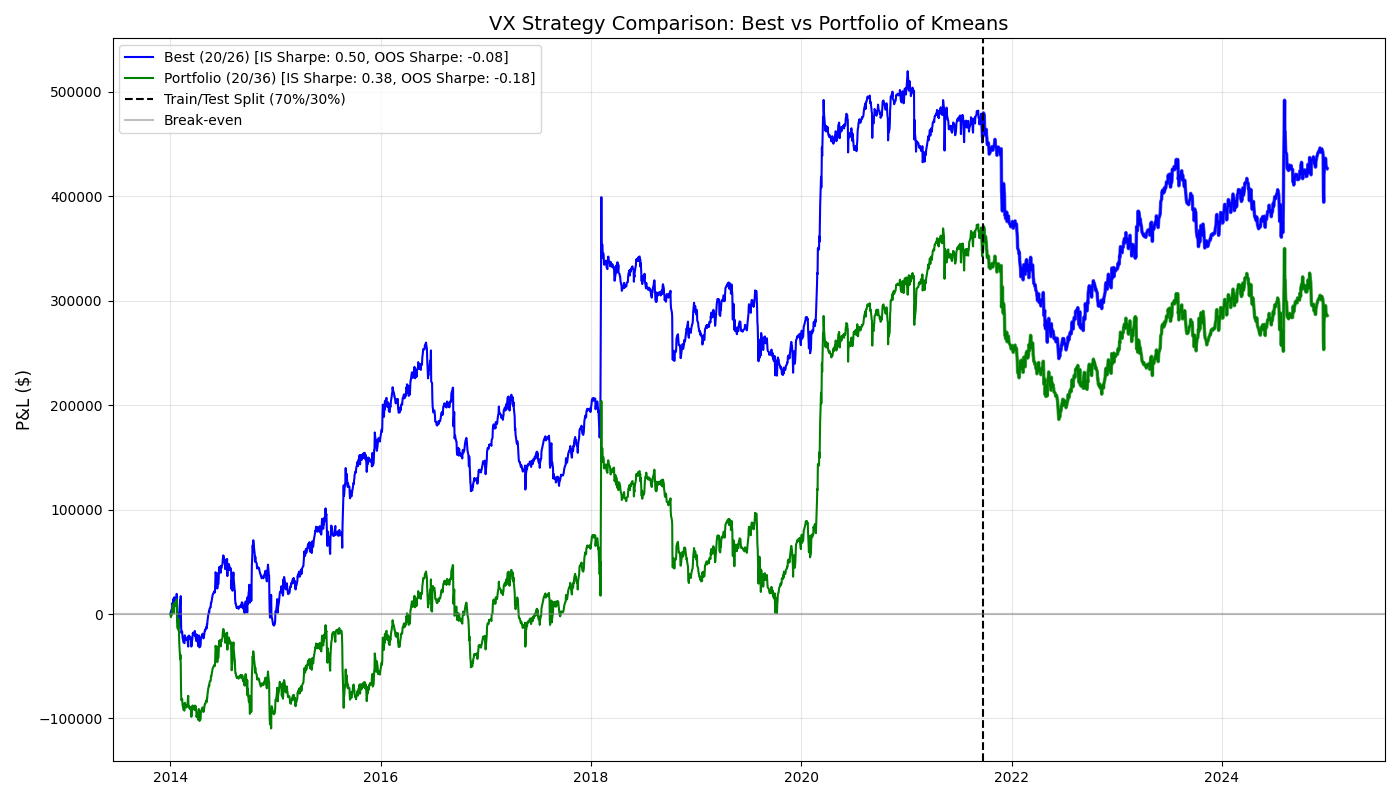 VX Strategy Comparison: Best vs Portfolio of Kmeans
Best (20/26) [IS Sharpe: 0.50, OOS Sharpe: -0.08]
Portfolio (20/36) [IS Sharpe: 0.38, OOS Sharpe: -0.18]
Train/Test Split (70%/30%)
Break-even
P&L ($)
500000
400000
300000
200000
100000
0
−100000
2014
2016
2018
2020
2022
2024